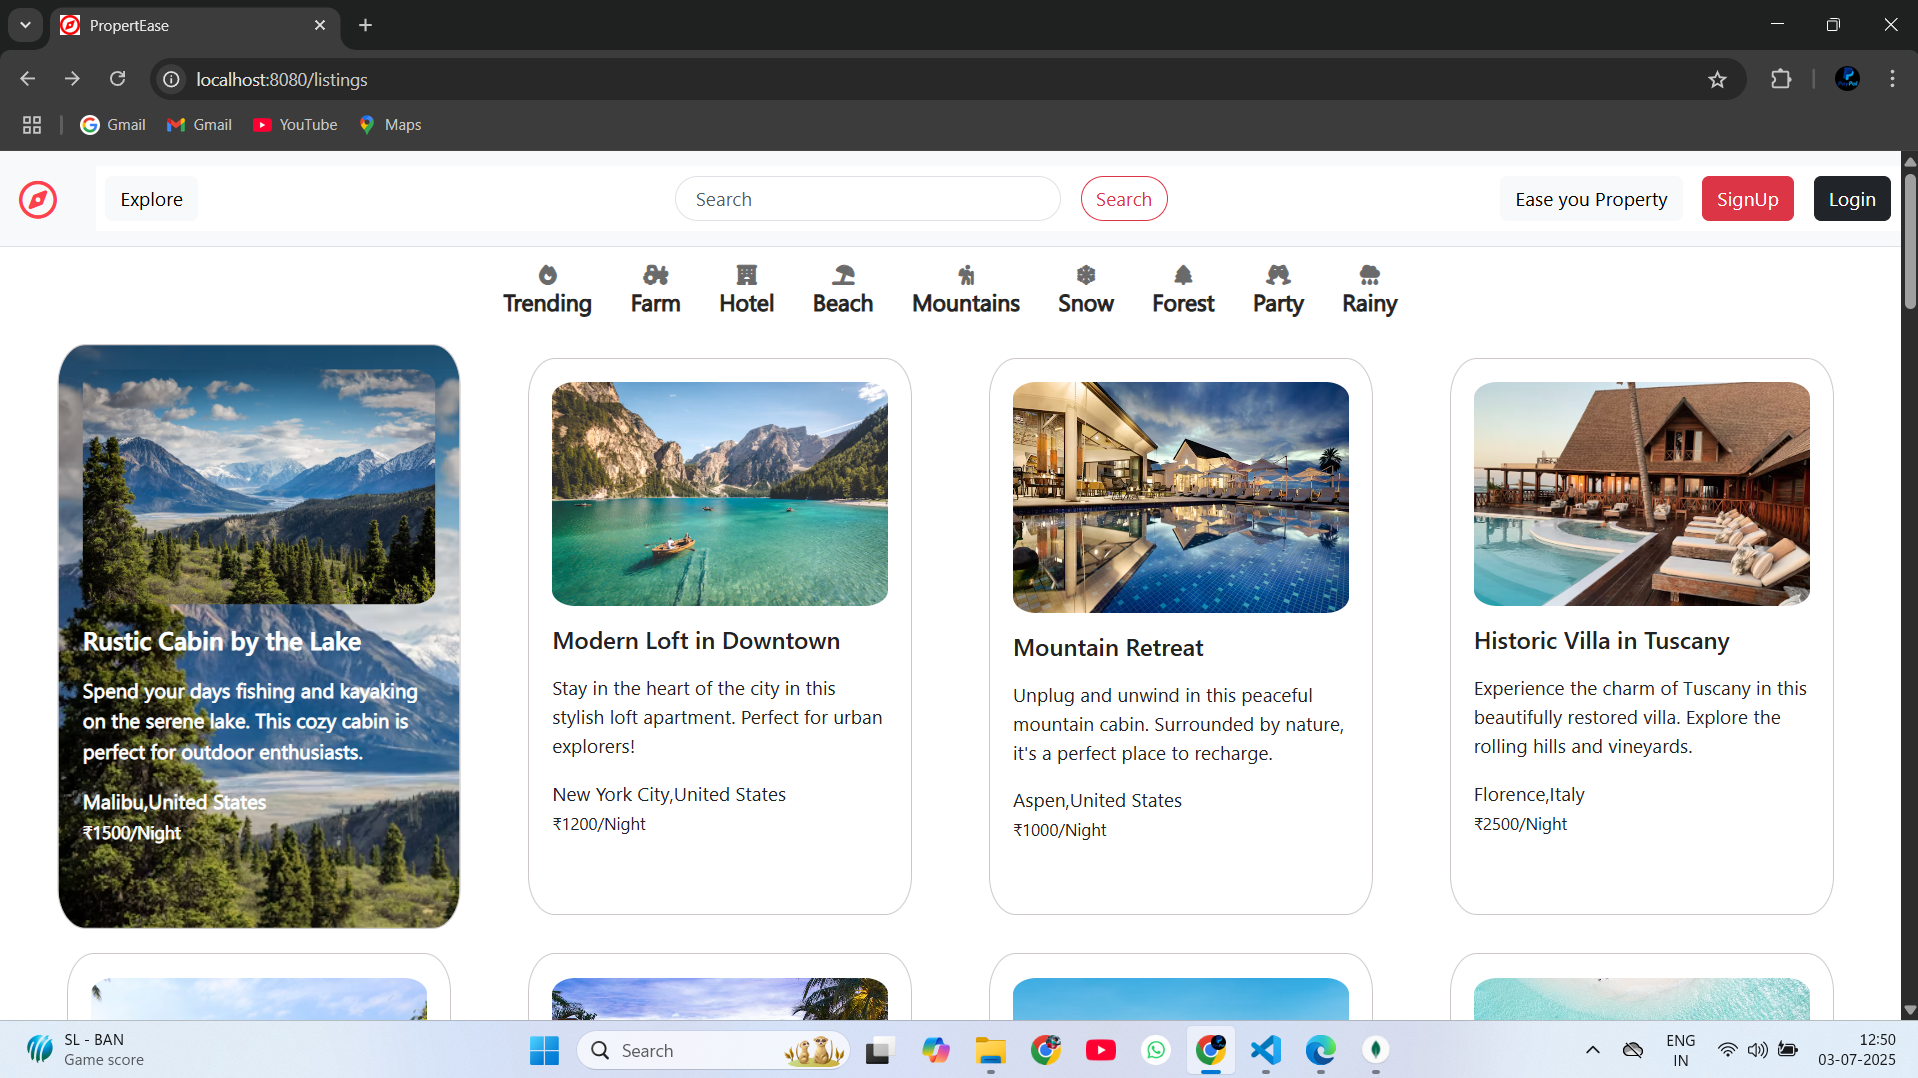 PropertEase
localhost:8080/listings
Gmail
Gmail
YouTube
Maps
Explore
Search
Search
Ease you Property
SignUp
Login
Trending
Farm
Hotel
Beach
Mountains
Snow
Forest
Party
Rainy
Rustic Cabin by the Lake
Spend your days fishing and kayaking
on the serene lake. This cozy cabin is
perfect for outdoor enthusiasts.
Malibu,United States
₹1500/Night
Modern Loft in Downtown
Stay in the heart of the city in this
stylish loft apartment. Perfect for urban
explorers!
New York City,United States
₹1200/Night
Mountain Retreat
Unplug and unwind in this peaceful
mountain cabin. Surrounded by nature,
it's a perfect place to recharge.
Aspen,United States
₹1000/Night
Historic Villa in Tuscany
Experience the charm of Tuscany in this
beautifully restored villa. Explore the
rolling hills and vineyards.
Florence,Italy
₹2500/Night
SL - BAN
Game score
Search
ENG
IN
12:50
03-07-2025